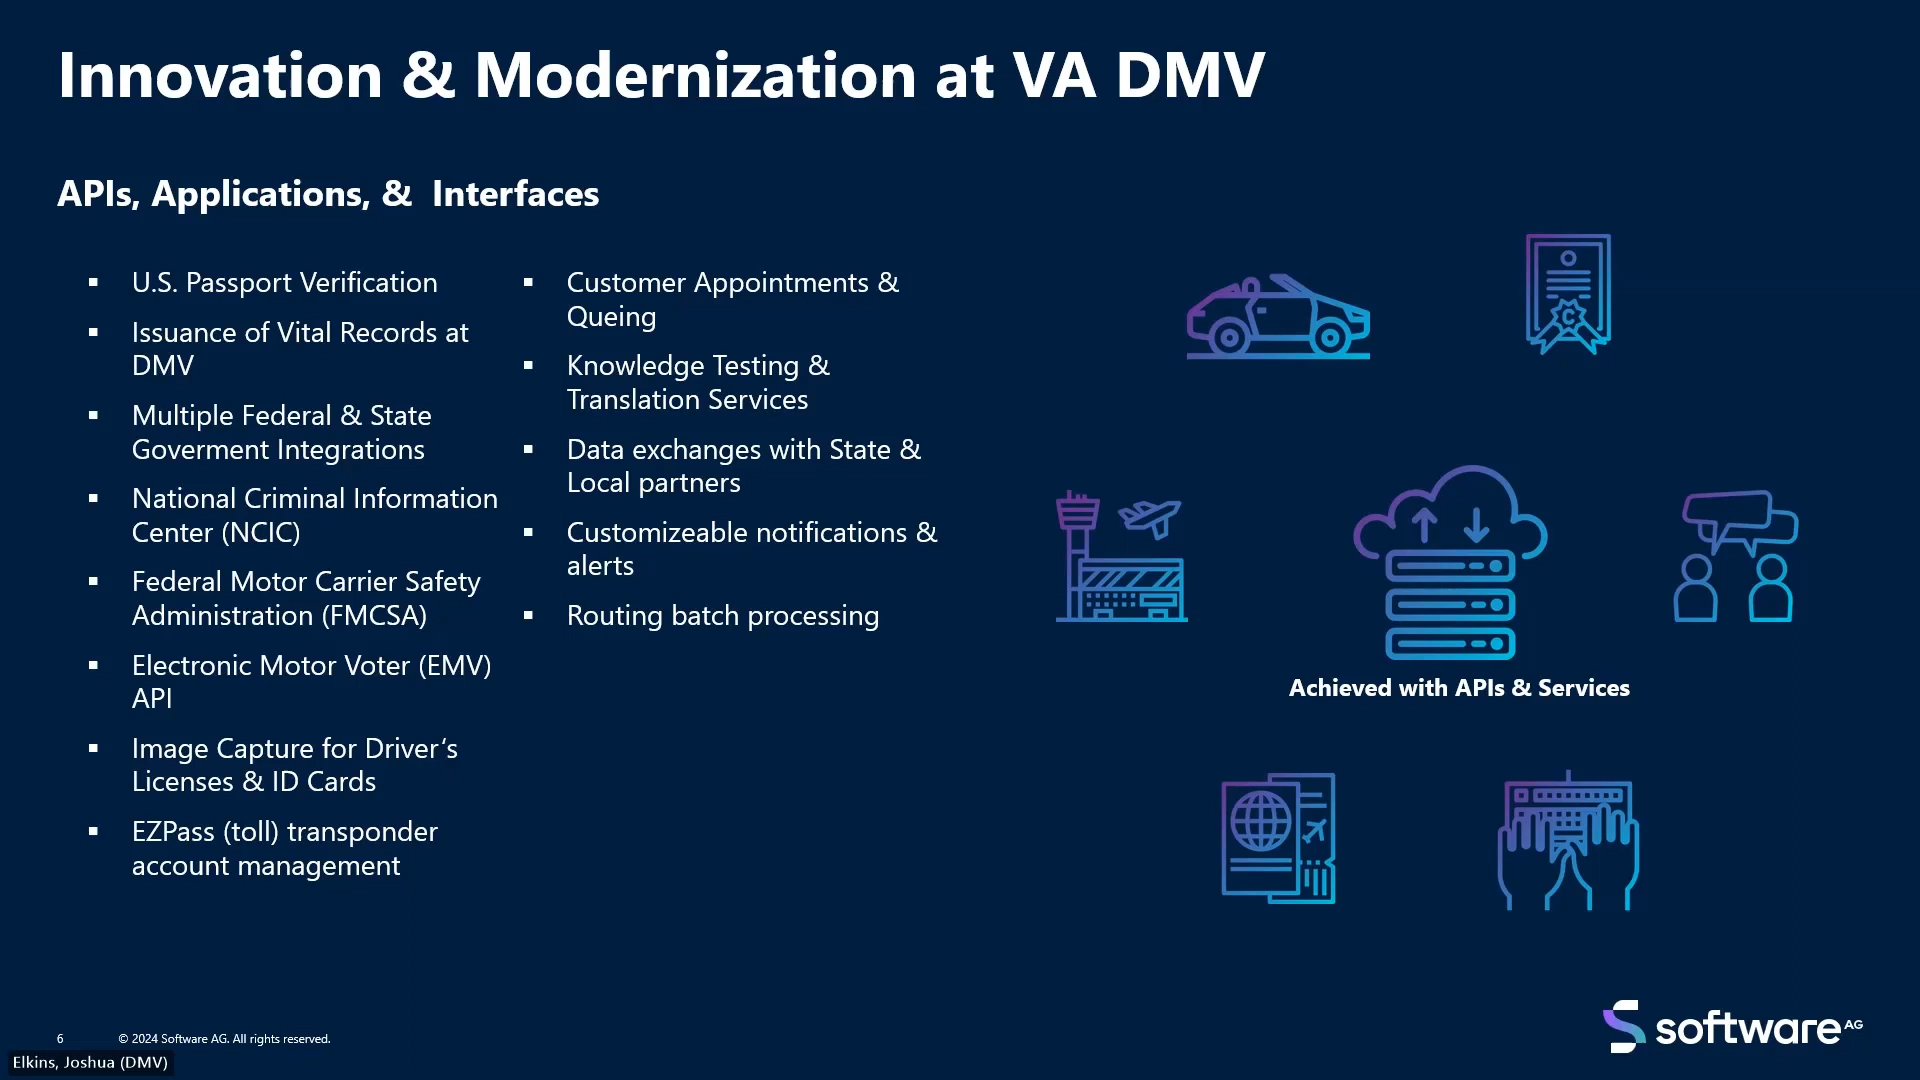 Innovation & Modernization at VA DMV
APIs, Applications, & Interfaces
▪ U.S. Passport Verification
▪ Issuance of Vital Records at
DMV
▪ Multiple Federal & State
Goverment Integrations
▪ National Criminal Information
Center (NCIC)
▪ Federal Motor Carrier Safety
Administration (FMCSA)
▪ Electronic Motor Voter (EMV)
API
▪ Image Capture for Driver‘s
Licenses & ID Cards
▪ EZPass (toll) transponder
account management
▪ Customer Appointments &
Queing
▪ Knowledge Testing &
Translation Services
▪ Data exchanges with State &
Local partners
▪ Customizeable notifications &
alerts
▪ Routing batch processing
C
Achieved with APIs & Services
6 © 2024 Software AG. All rights reserved.
Elkins, Joshua (DMV)
software AG